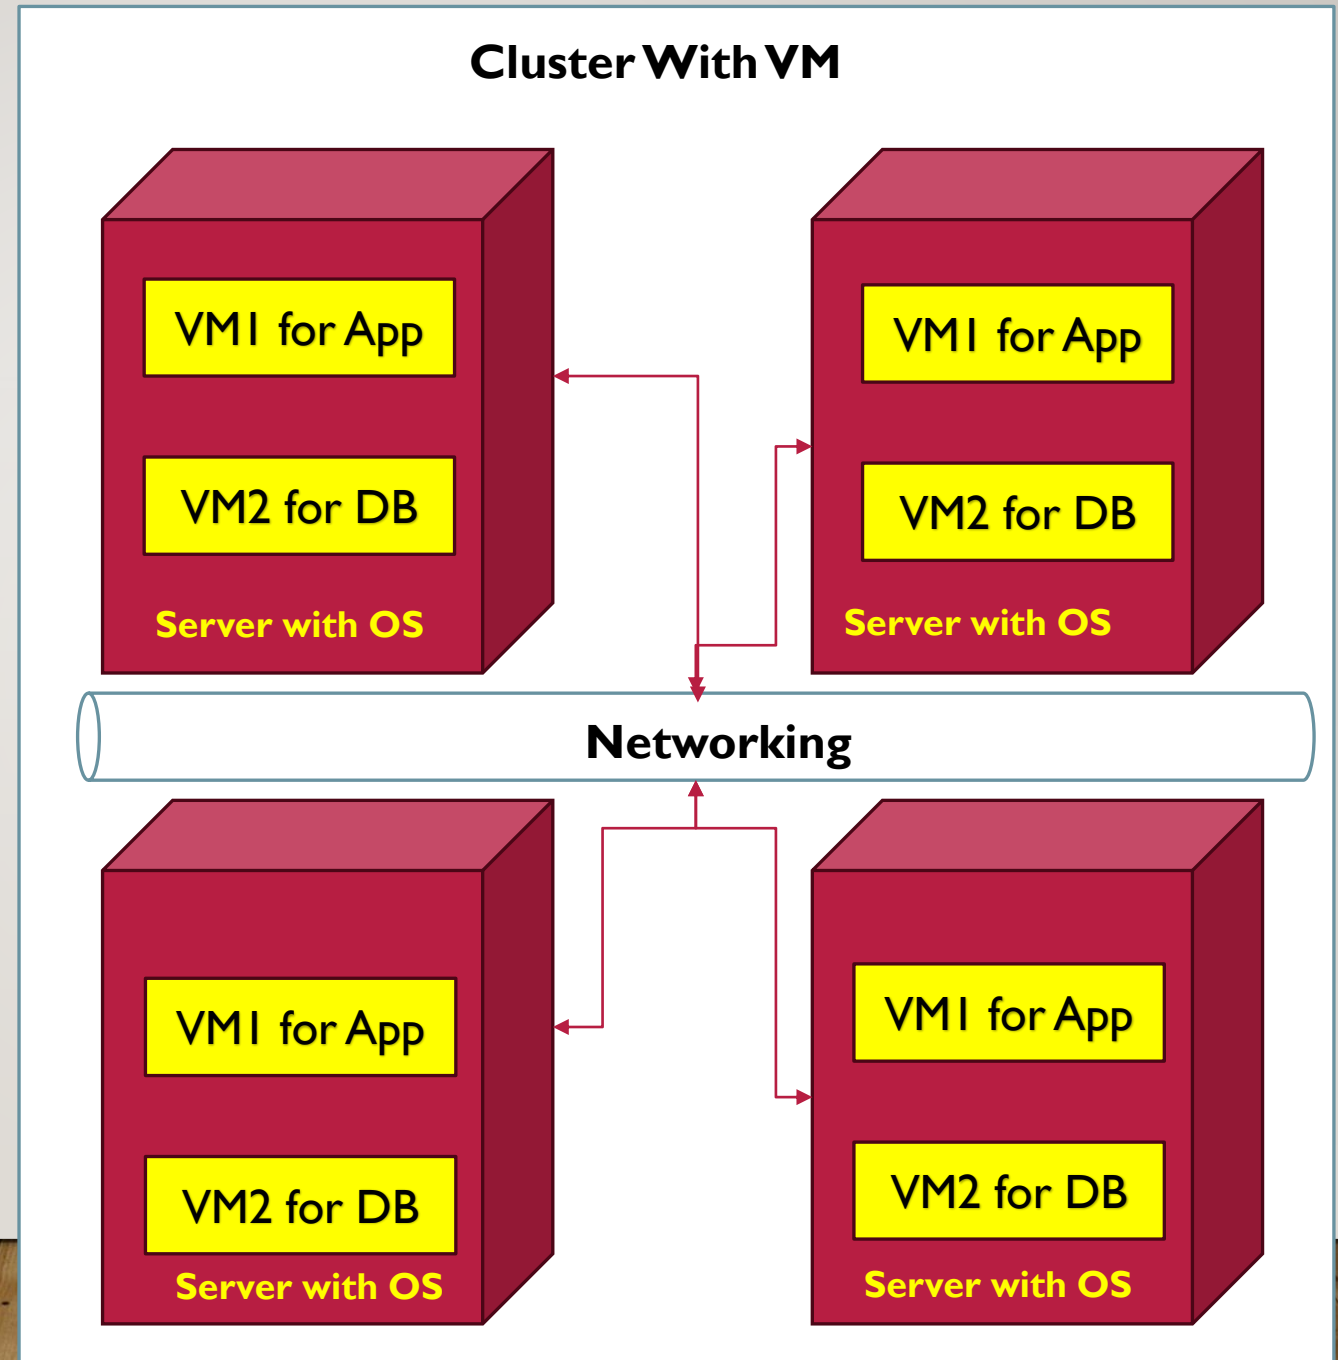 Cluster With VM
VM1 for App
VM2 for DB
Server with OS
VM1 for App
VM2 for DB
Server with OS
Networking
VM1 for App
VM2 for DB
Server with OS
VM1 for App
VM2 for DB
Server with OS